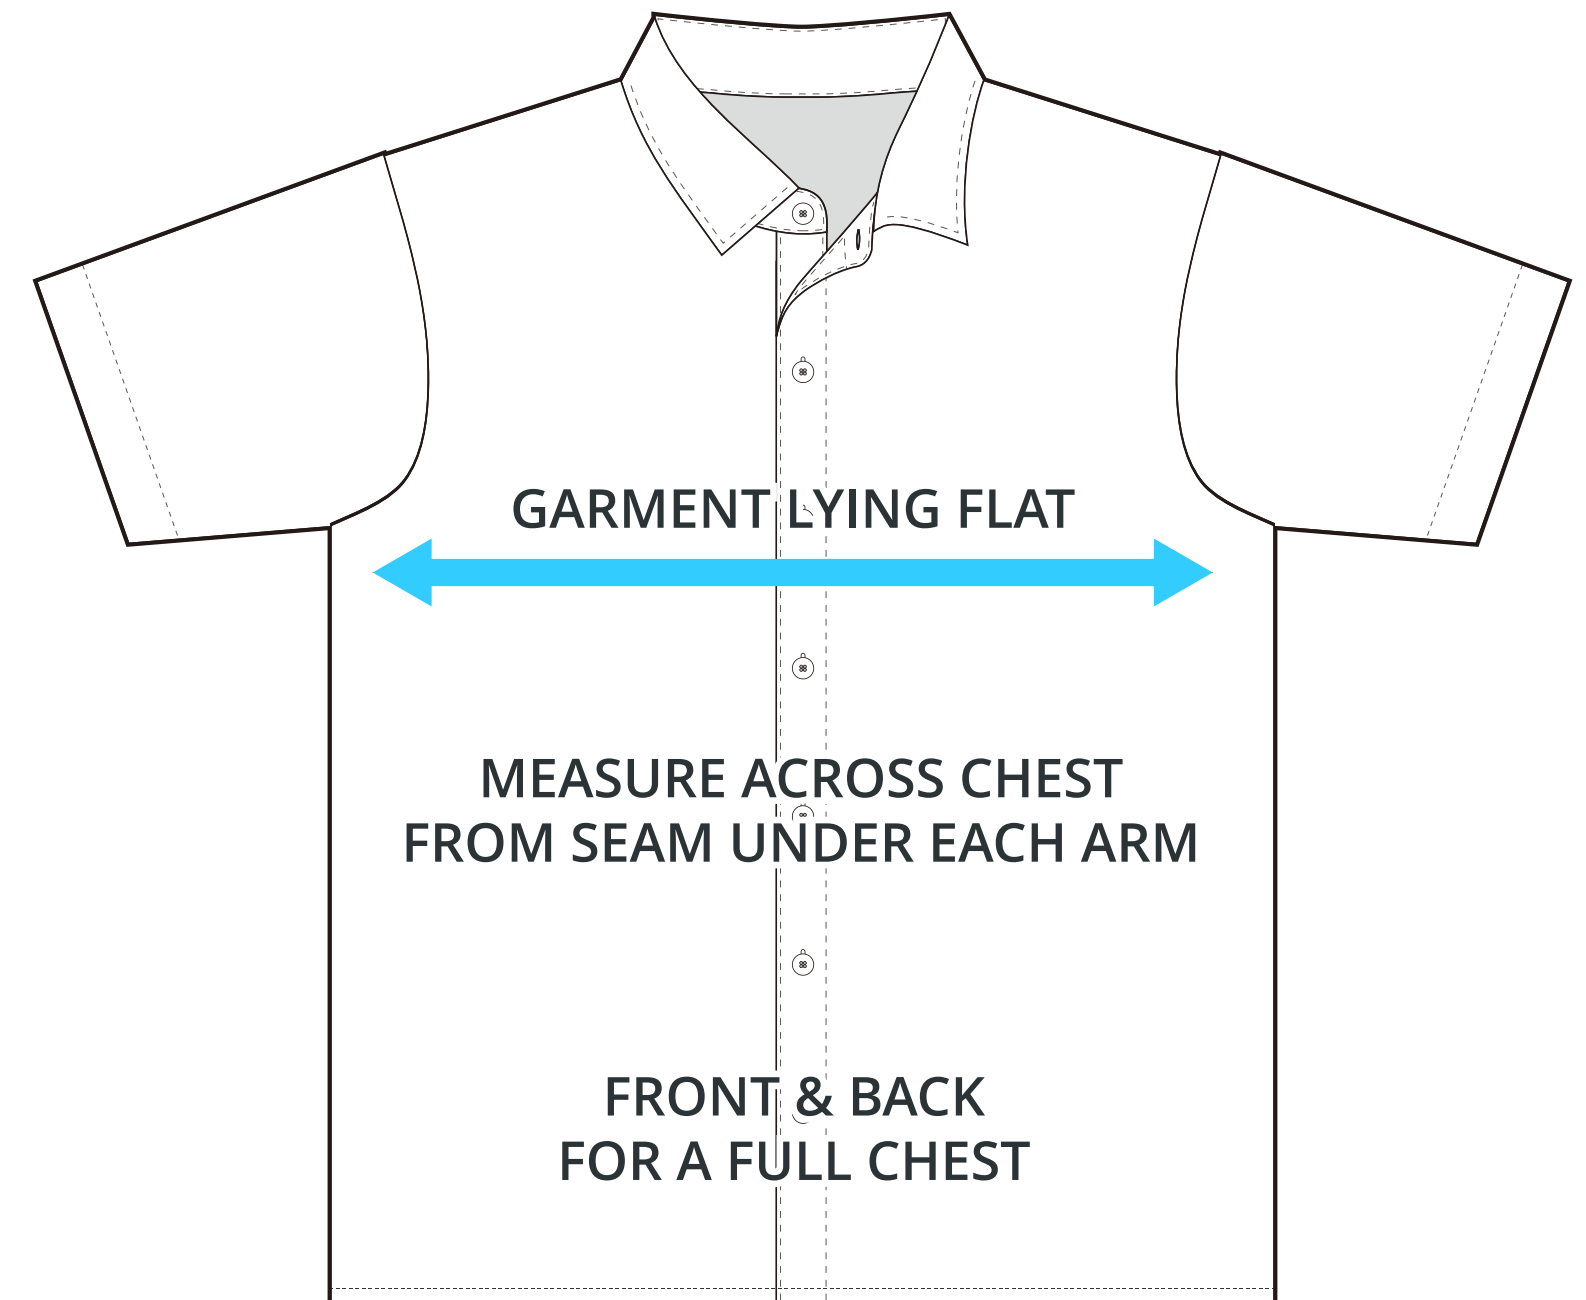 GARMENT LYING FLAT
MEASURE ACROSS CHEST
FROM SEAM UNDER EACH ARM
FRONT & BACK
FOR A FULL CHEST